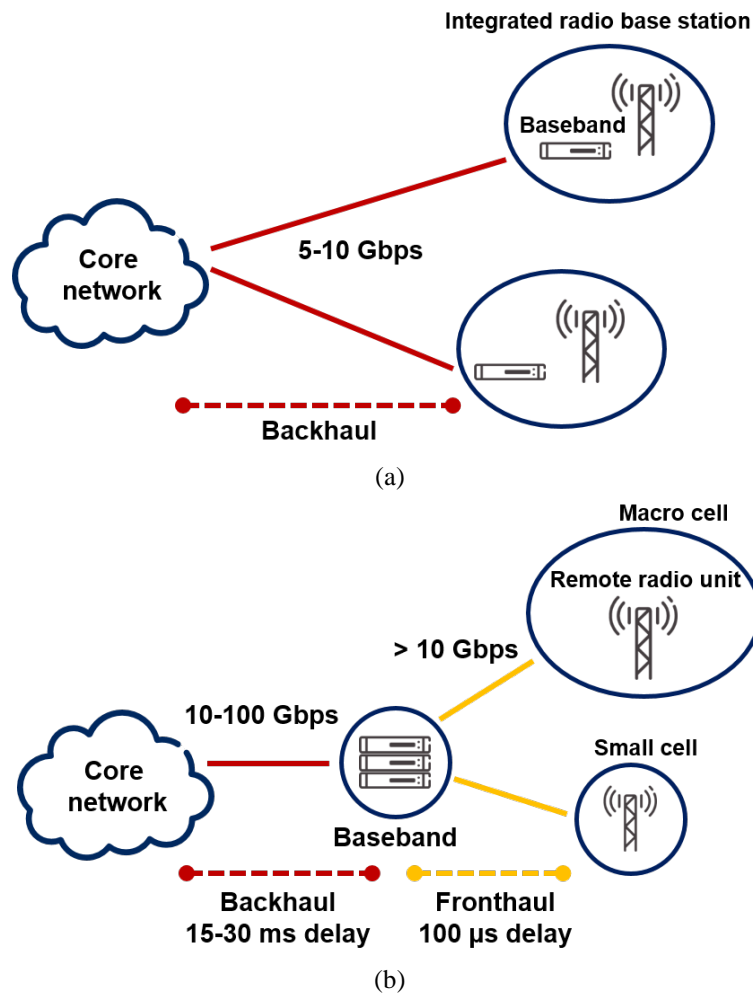 Integrated radio base station
Baseband
5-10 Gbps
Core
network
Backhaul
(a)
Macro cell
Remote radio unit
> 10 Gbps
10-100 Gbps
Small cell
Core
network
Baseband
Backhaul
15-30 ms delay
Fronthaul
100 µs delay
(b)